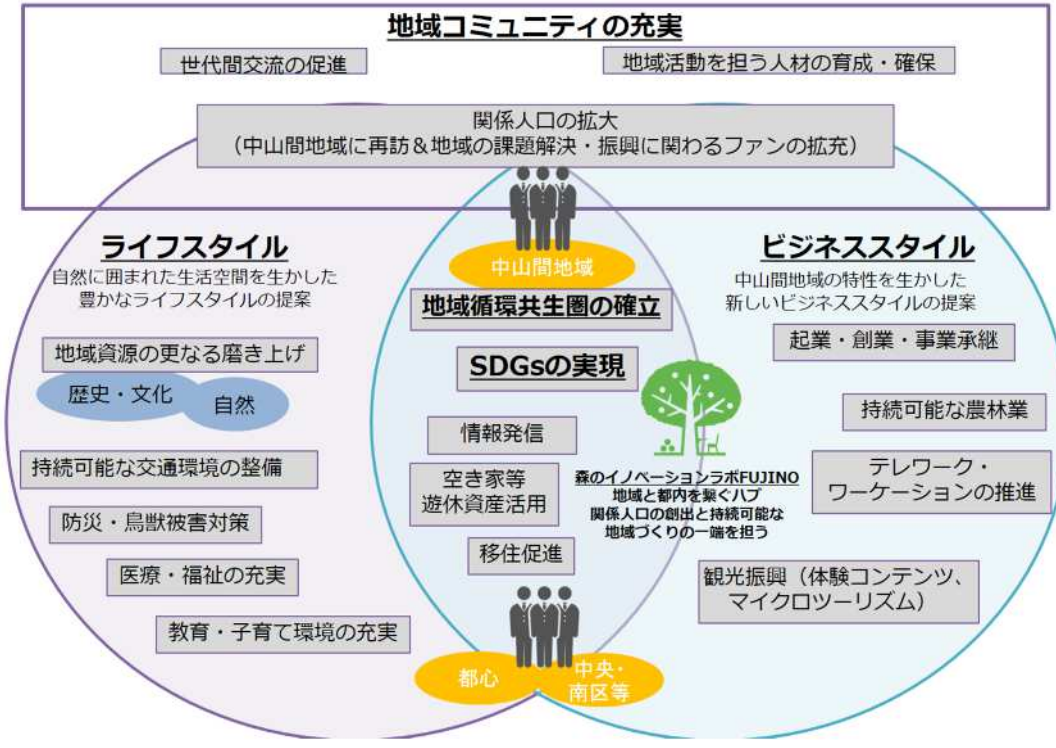 地域コミュニティの充実
世代間交流の促進
地域活動を担う人材の育成・確保
関係人口の拡大
（中山間地域に再訪＆地域の課題解決・振興に関わるファンの拡充）
ライフスタイル
自然に囲まれた生活空間を生かした
豊かなライフスタイルの提案
地域資源の更なる磨き上げ
歴史・文化
自然
持続可能な交通環境の整備
防災・鳥獣被害対策
医療・福祉の充実
教育・子育て環境の充実
中山間地域
地域循環共生圏の確立
SDGsの実現
情報発信
空き家等
遊休資産活用
移住促進
森のイノベーションラボFUJINO
地域と都内を繋ぐハブ
関係人口の創出と持続可能な
地域づくりの一端を担う
都心
中央・
南区等
ビジネススタイル
中山間地域の特性を生かした
新しいビジネススタイルの提案
起業・創業・事業承継
持続可能な農林業
テレワーク・
ワーケーションの推進
観光振興（体験コンテンツ、
マイクロツーリズム）